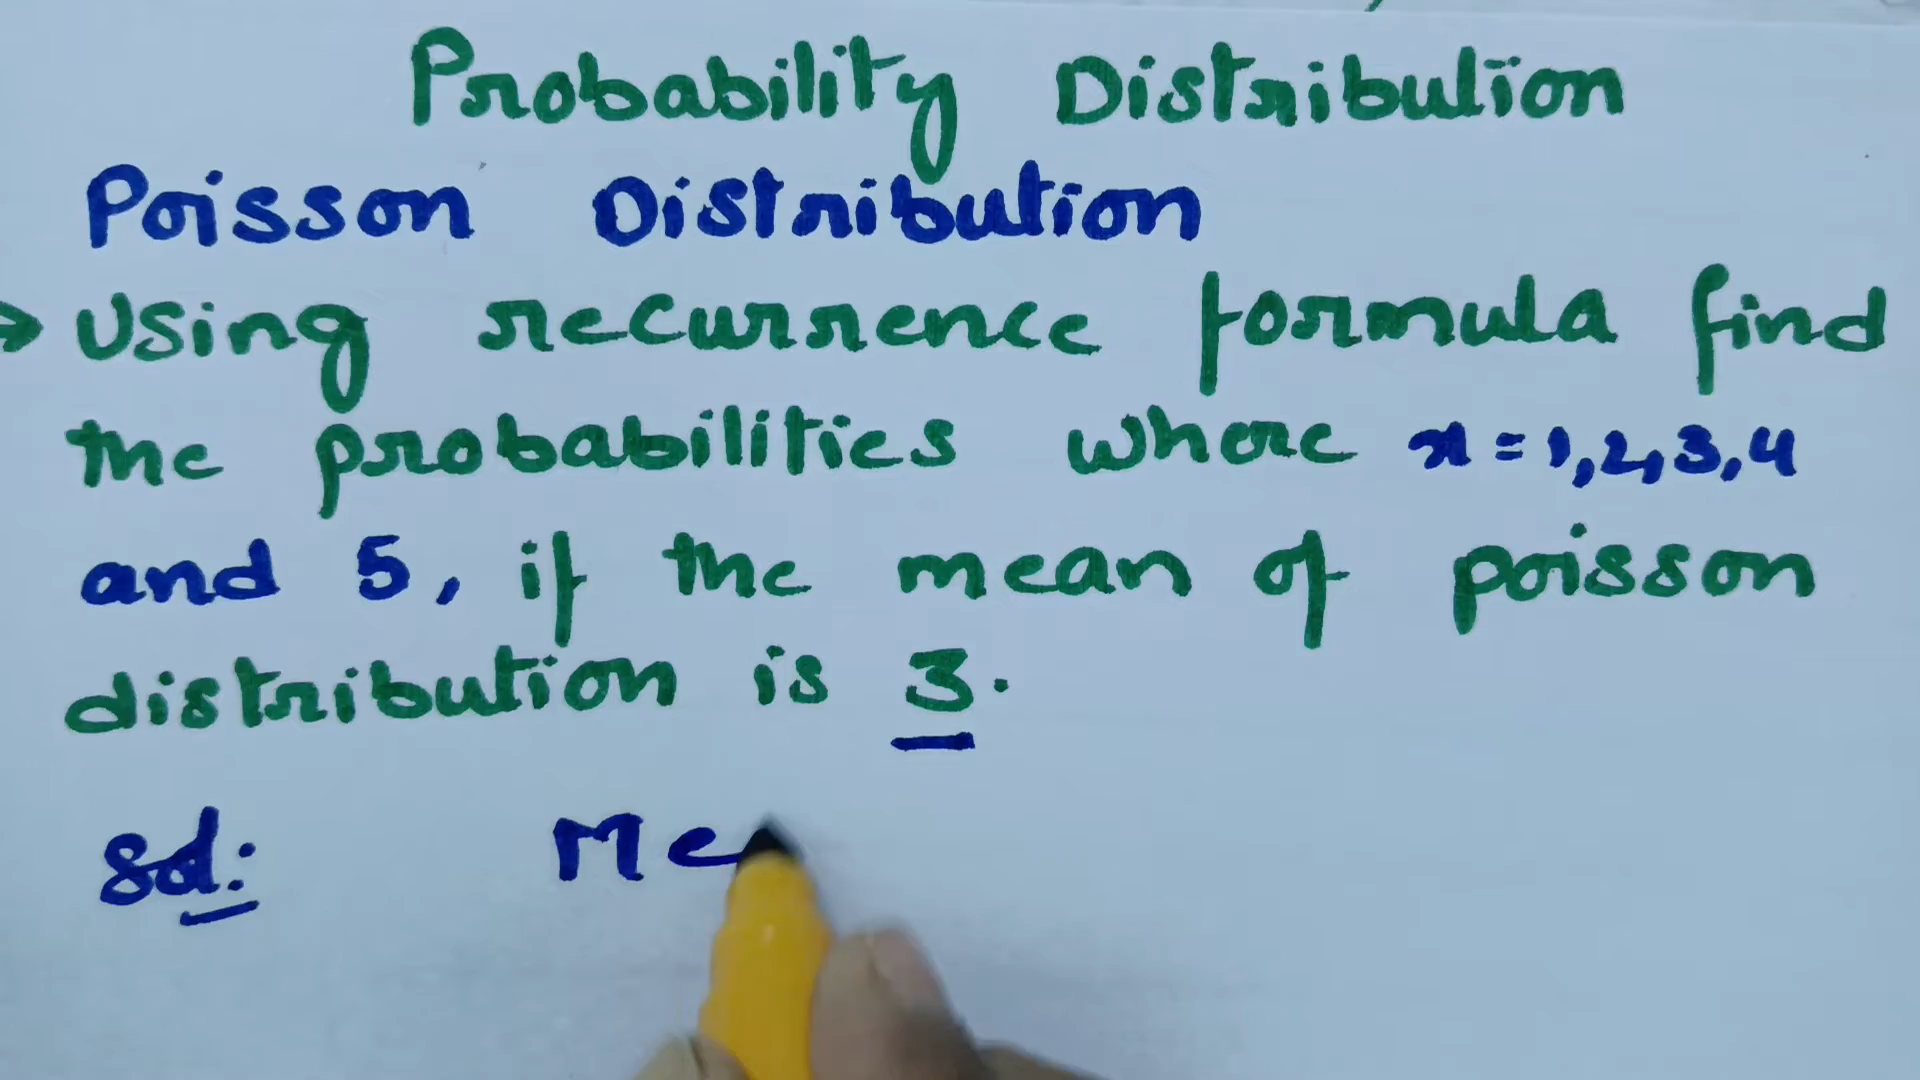 Probability Distribution
Poisson Distribution
→ Using recurrence formula find
the probabilities where x = 1,2,3,4
and 5, if the mean of poisson
distribution is 3.
Sol: Me